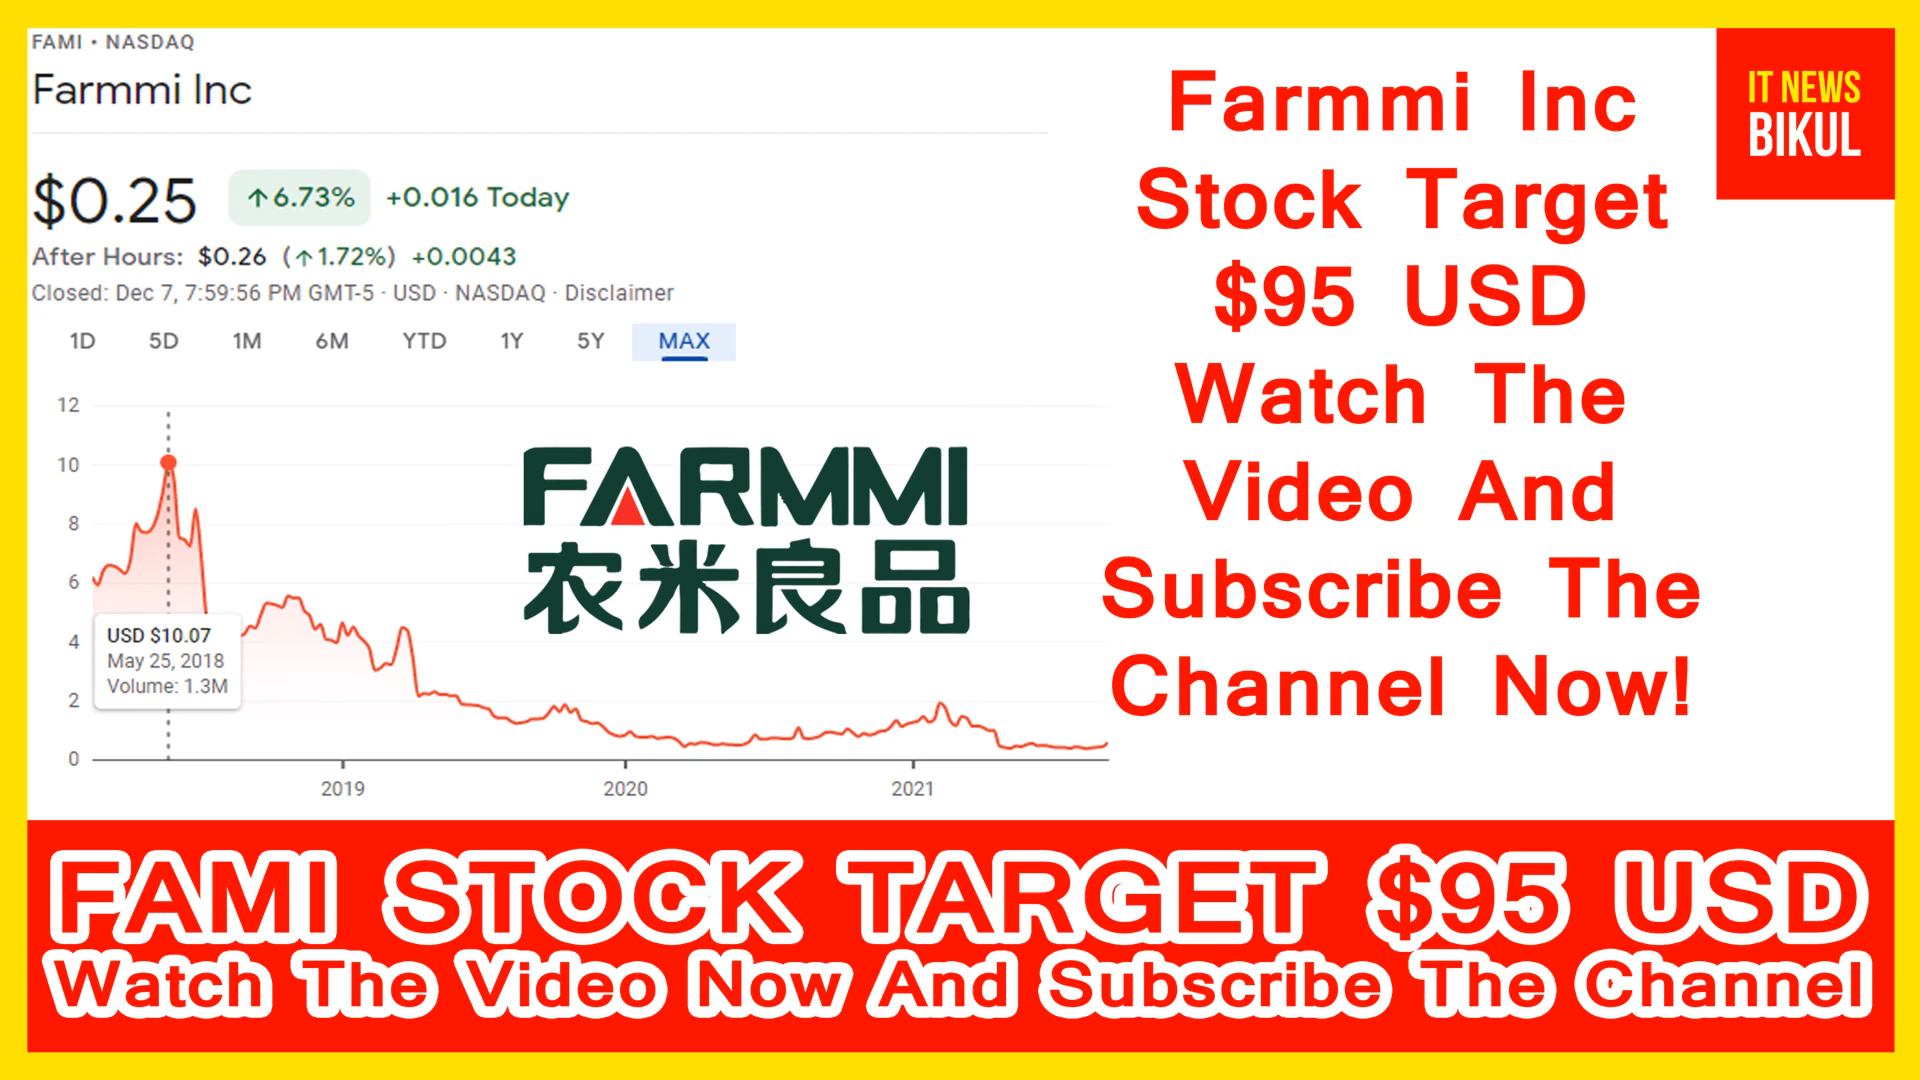 FAMI • NASDAQ
Farmmi Inc
$0.25 ↑6.73% +0.016 Today
After Hours: $0.26 (↑1.72%) +0.0043
Closed: Dec 7, 7:59:56 PM GMT-5 · USD · NASDAQ · Disclaimer
1D 5D 1M 6M YTD 1Y 5Y MAX
12
10
8
6
4
2
0
USD $10.07
May 25, 2018
Volume: 1.3M
2019 2020 2021
FARMMI
农米良品
Farmmi Inc
Stock Target
$95 USD
Watch The
Video And
Subscribe The
Channel Now!
IT NEWS
BIKUL
FAMI STOCK TARGET $95 USD
Watch The Video Now And Subscribe The Channel